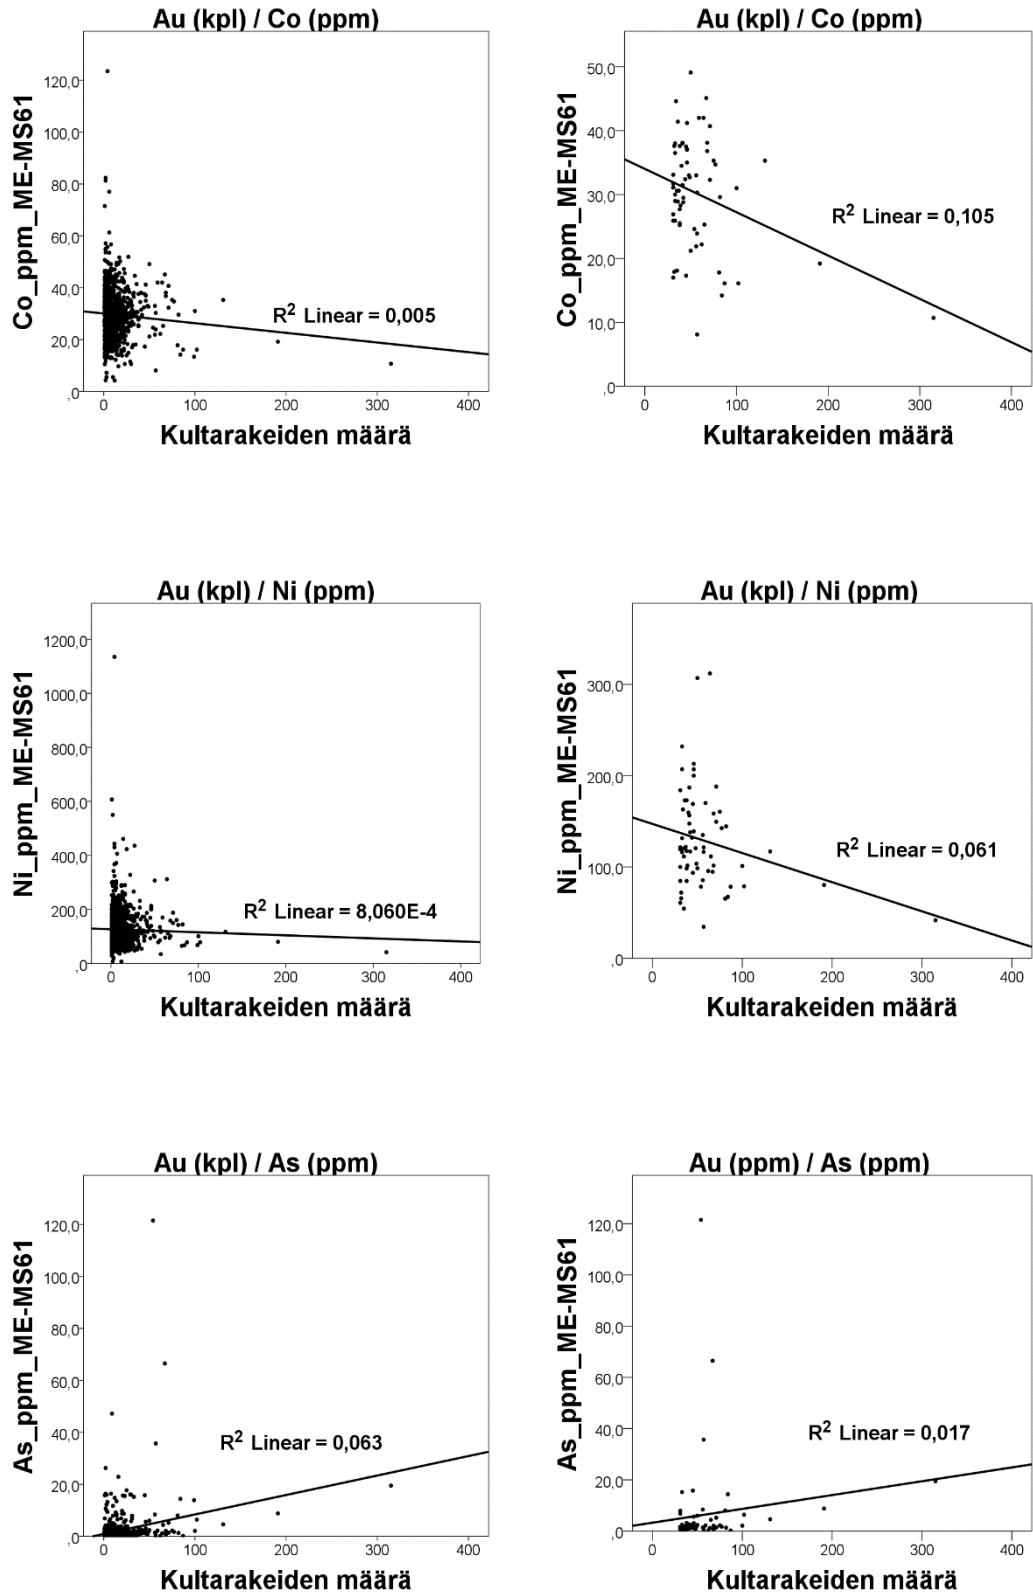 Au (kpl) / Co (ppm)
Co_ppm_ME-MS61
120,0
100,0
80,0
60,0
40,0
20,0
,0
R² Linear = 0,005
0 100 200 300 400
Kultarakeiden määrä
Au (kpl) / Co (ppm)
Co_ppm_ME-MS61
50,0
40,0
30,0
20,0
10,0
,0
R² Linear = 0,105
0 100 200 300 400
Kultarakeiden määrä
Au (kpl) / Ni (ppm)
Ni_ppm_ME-MS61
1200,0
1000,0
800,0
600,0
400,0
200,0
,0
R² Linear = 8,060E-4
0 100 200 300 400
Kultarakeiden määrä
Au (kpl) / Ni (ppm)
Ni_ppm_ME-MS61
300,0
200,0
100,0
,0
R² Linear = 0,061
0 100 200 300 400
Kultarakeiden määrä
Au (kpl) / As (ppm)
As_ppm_ME-MS61
120,0
100,0
80,0
60,0
40,0
20,0
,0
R² Linear = 0,063
0 100 200 300 400
Kultarakeiden määrä
Au (ppm) / As (ppm)
As_ppm_ME-MS61
120,0
100,0
80,0
60,0
40,0
20,0
,0
R² Linear = 0,017
0 100 200 300 400
Kultarakeiden määrä